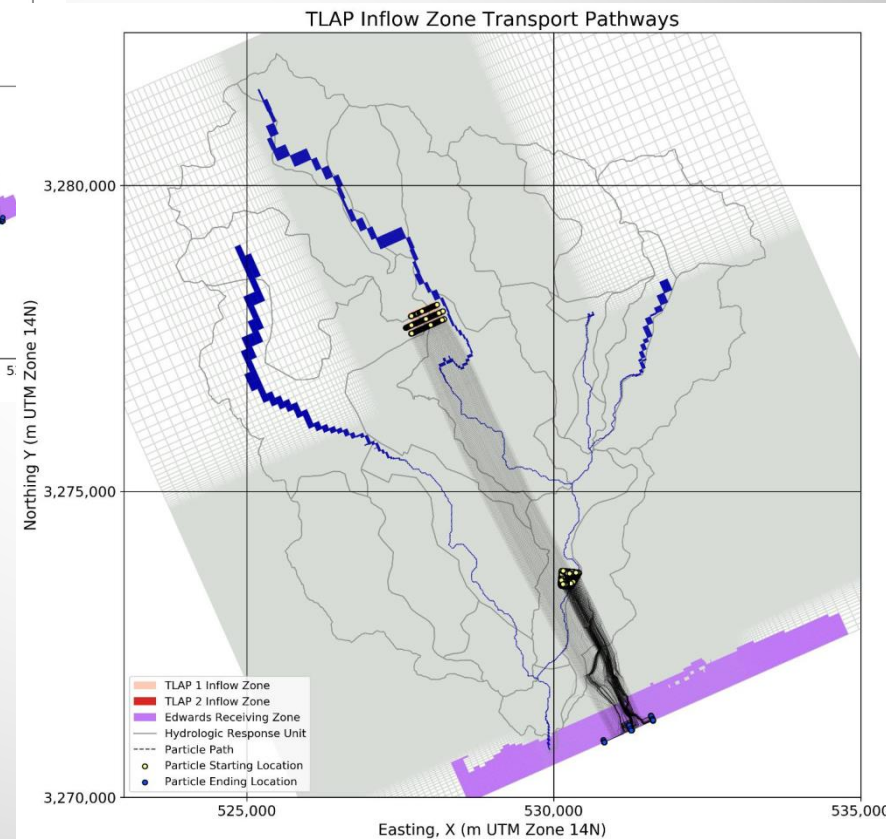 TLAP Inflow Zone Transport Pathways
3,280,000
5
3,275,000
Northing Y (m UTM Zone 14N)
TLAP 1 Inflow Zone
TLAP 2 Inflow Zone
Edwards Receiving Zone
Hydrologic Response Unit
Particle Path
Particle Starting Location
Particle Ending Location
3,270,000
525,000 530,000 535,000
Easting, X (m UTM Zone 14N)